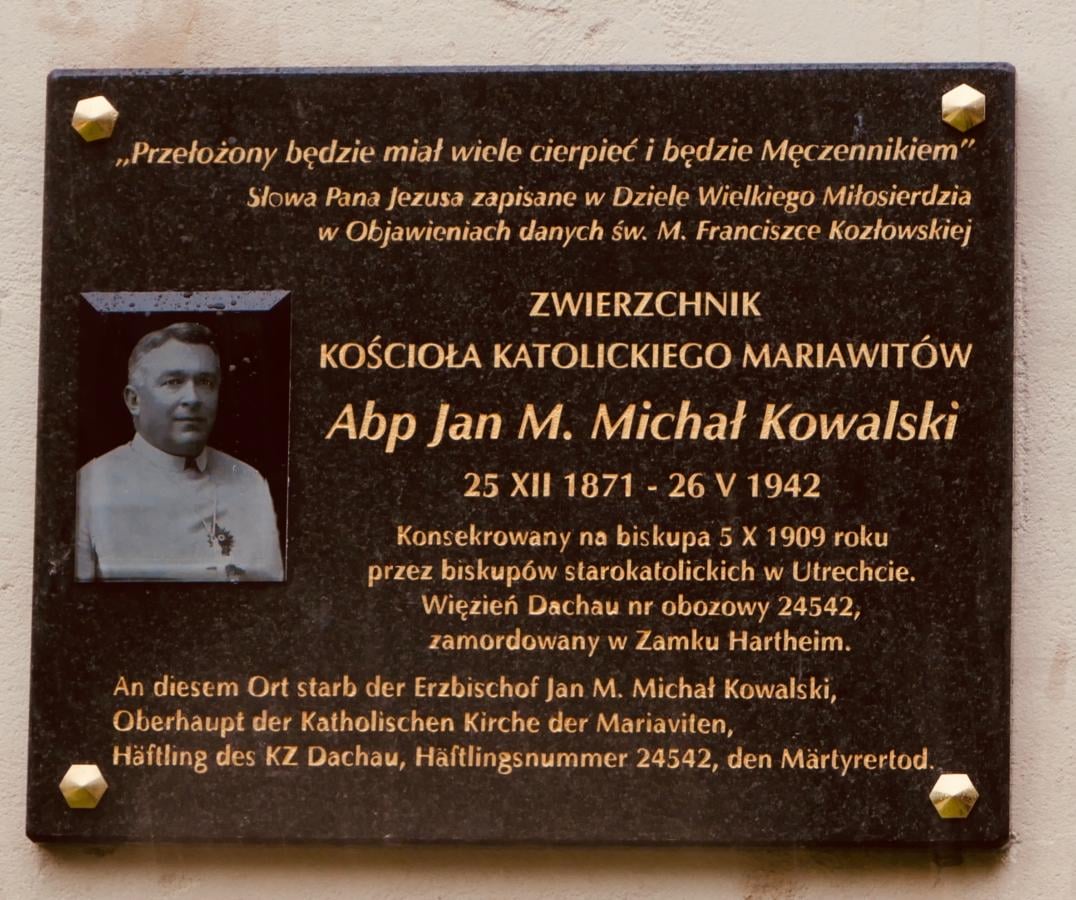 „Przełożony będzie miał wiele cierpieć i będzie Męczennikiem”
Słowa Pana Jezusa zapisane w Dziele Wielkiego Miłosierdzia
w Objawieniach danych św. M. Franciszce Kozłowskiej
ZWIERZCHNIK
KOŚCIOŁA KATOLICKIEGO MARIAWITÓW
Abp Jan M. Michał Kowalski
25 XII 1871 - 26 V 1942
Konsekrowany na biskupa 5 X 1909 roku
przez biskupów starokatolickich w Utrechcie.
Więzień Dachau nr obozowy 24542,
zamordowany w Zamku Hartheim.
An diesem Ort starb der Erzbischof Jan M. Michał Kowalski,
Oberhaupt der Katholischen Kirche der Mariaviten,
Häftling des KZ Dachau, Häftlingsnummer 24542, den Märtyrertod.